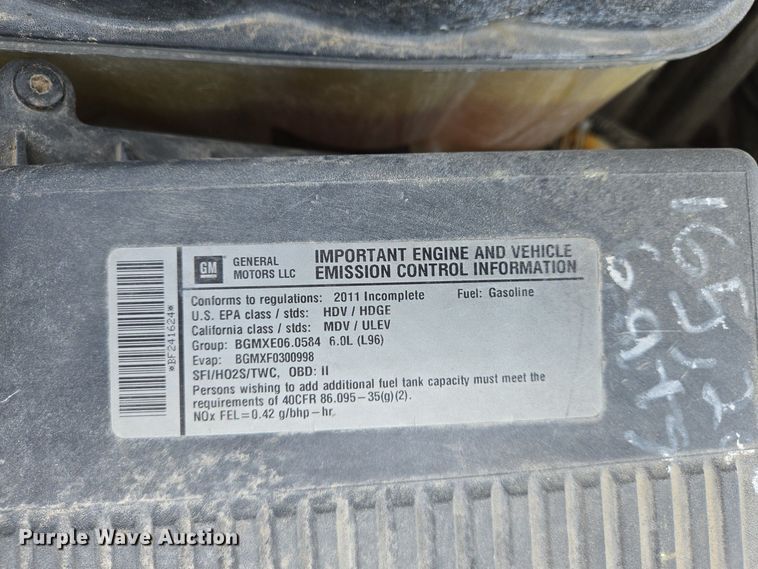 GM
GENERAL MOTORS LLC
IMPORTANT ENGINE AND VEHICLE
EMISSION CONTROL INFORMATION
Conforms to regulations: 2011 Incomplete Fuel: Gasoline
U.S. EPA class / stds: HDV / HDGE
California class / stds: MDV / ULEV
Group: BGMXE06.0584 6.0L (L96)
Evap: BGMXF0300998
SFI/HO2S/TWC, OBD: II
Persons wishing to add additional fuel tank capacity must meet the
requirements of 40CFR 86.095-35(g)(2).
NOx FEL=0.42 g/bhp-hr
*BF241624*
Purple Wave Auction